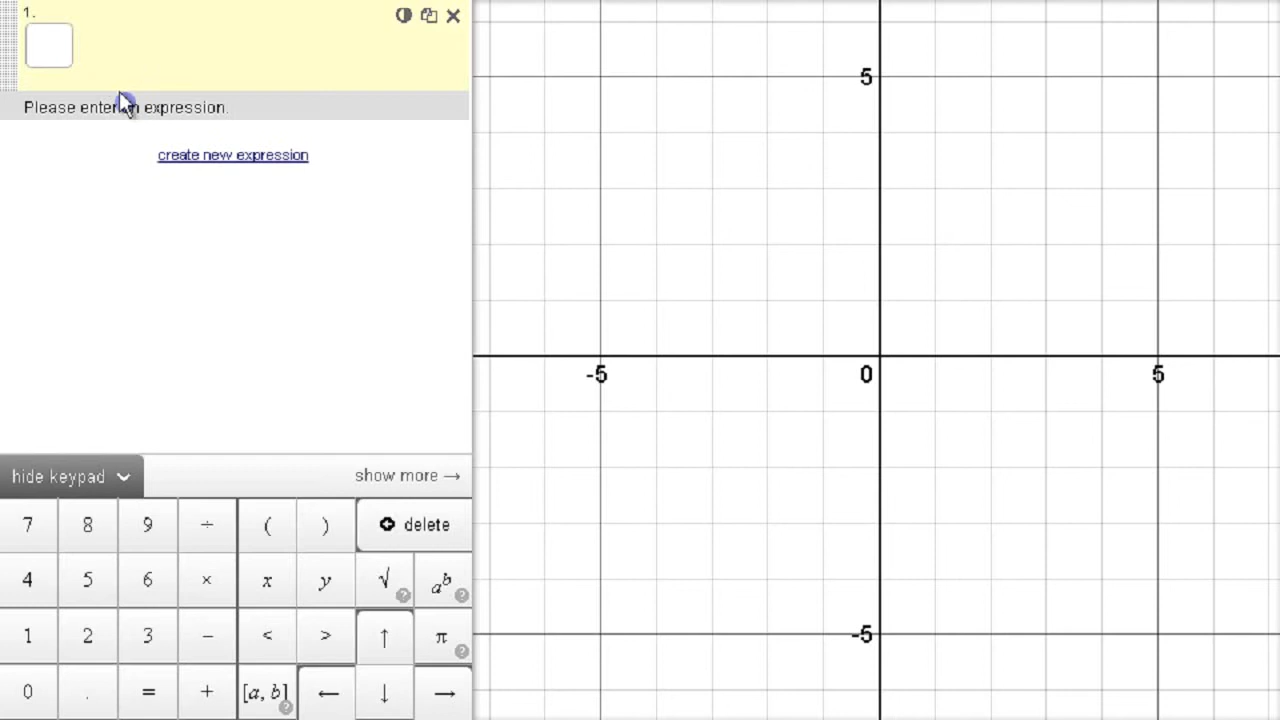 1.
Please enter an expression.
create new expression
5
-5
0
5
-5
hide keypad
show more →
7 8 9 ÷ ( ) delete
4 5 6 × x y √ a^b
1 2 3 − < > ↑ π
0 . = + [a, b] ← ↓ →